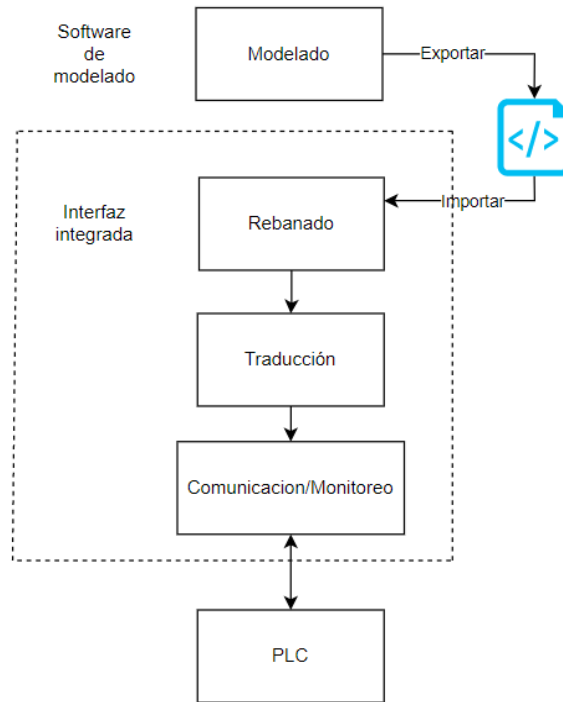 Software
de
modelado
Modelado
Exportar
</>
Importar
Interfaz
integrada
Rebanado
Traducción
Comunicacion/Monitoreo
PLC